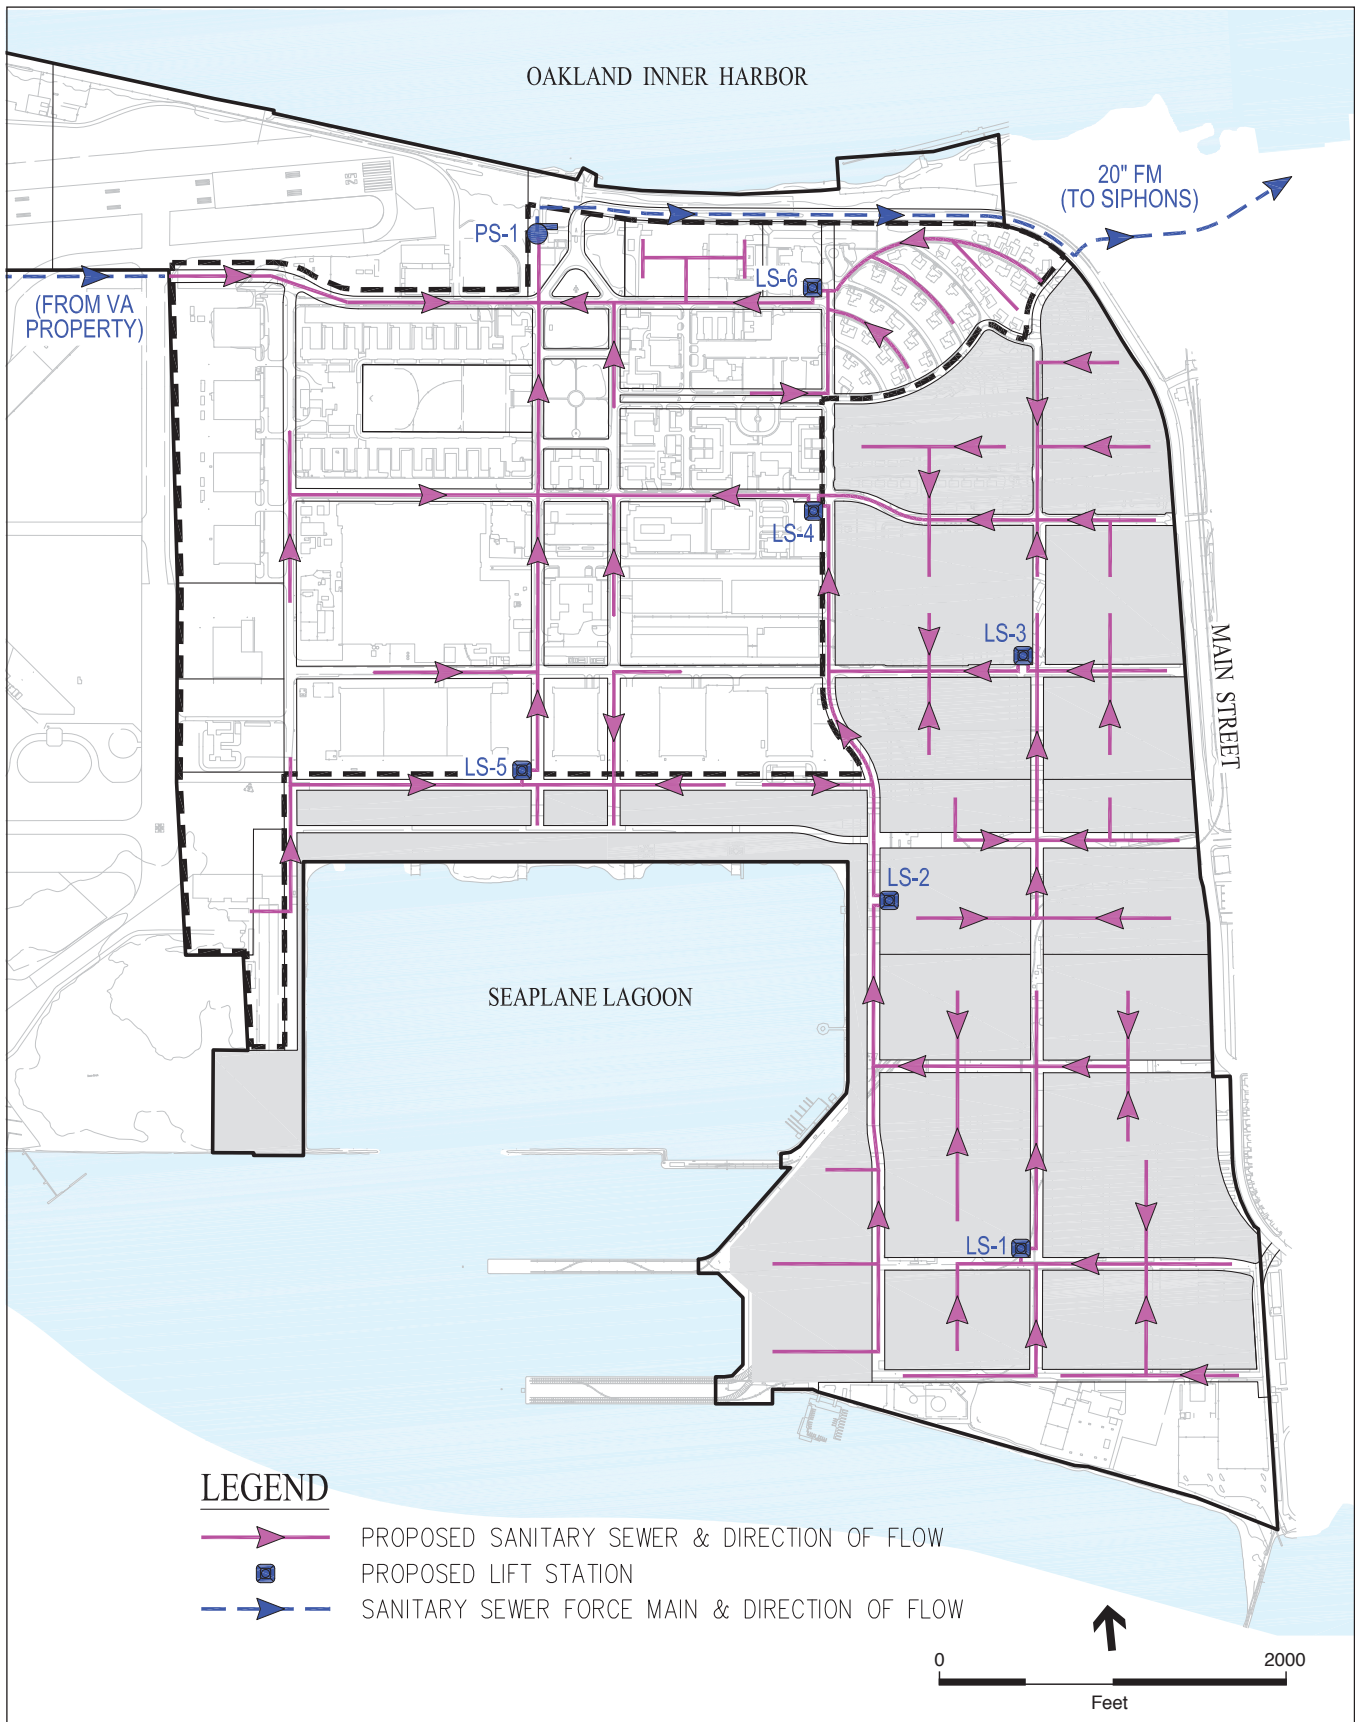 OAKLAND INNER HARBOR
20" FM
(TO SIPHONS)
PS-1
LS-6
(FROM VA
PROPERTY)
LS-4
LS-3
MAIN STREET
LS-5
LS-2
SEAPLANE LAGOON
LS-1
LEGEND
PROPOSED SANITARY SEWER & DIRECTION OF FLOW
PROPOSED LIFT STATION
SANITARY SEWER FORCE MAIN & DIRECTION OF FLOW
0 2000
Feet